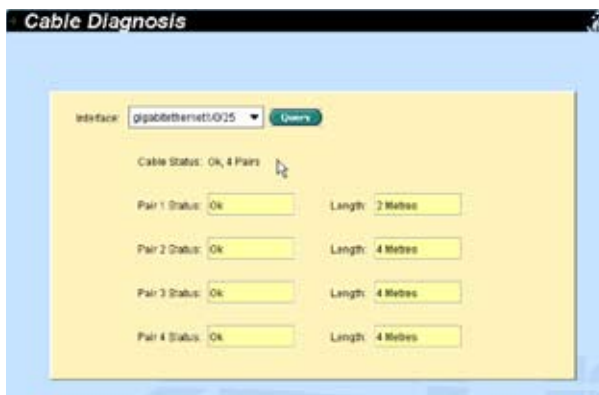 Cable Diagnosis
Interface: gigabitethernet1/0/25 Query
Cable Status: Ok, 4 Pairs
Pair 1 Status: Ok Length: 2 Metres
Pair 2 Status: Ok Length: 4 Metres
Pair 3 Status: Ok Length: 4 Metres
Pair 4 Status: Ok Length: 4 Metres